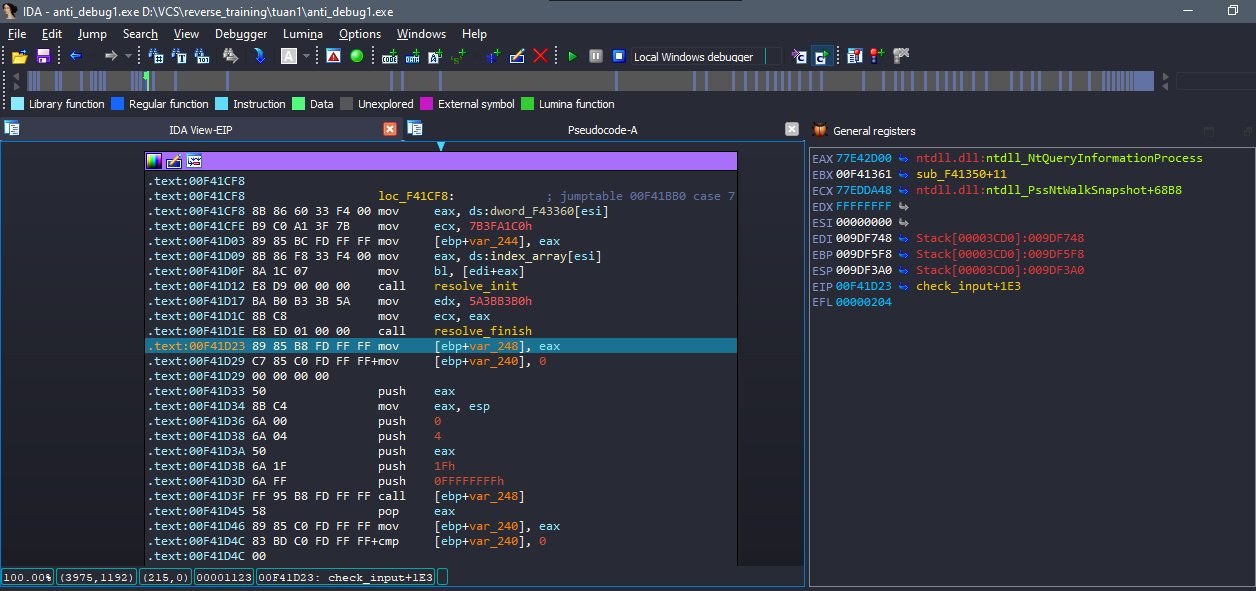 IDA - anti_debug1.exe D:\VCS\reverse_training\tuan1\anti_debug1.exe
File Edit Jump Search View Debugger Lumina Options Windows Help
Local Windows debugger
Library function Regular function Instruction Data Unexplored External symbol Lumina function
IDA View-EIP Pseudocode-A General registers
.text:00F41CF8
.text:00F41CF8 loc_F41CF8: ; jumptable 00F41BB0 case 7
.text:00F41CF8 8B 86 60 33 F4 00 mov eax, ds:dword_F43360[esi]
.text:00F41CFE B9 C0 A1 3F 7B mov ecx, 7B3FA1C0h
.text:00F41D03 89 85 BC FD FF FF mov [ebp+var_244], eax
.text:00F41D09 8B 86 F8 33 F4 00 mov eax, ds:index_array[esi]
.text:00F41D0F 8A 1C 07 mov bl, [edi+eax]
.text:00F41D12 E8 D9 00 00 00 call resolve_init
.text:00F41D17 BA B0 B3 3B 5A mov edx, 5A3BB3B0h
.text:00F41D1C 8B C8 mov ecx, eax
.text:00F41D1E E8 ED 01 00 00 call resolve_finish
.text:00F41D23 89 85 B8 FD FF FF mov [ebp+var_248], eax
.text:00F41D29 C7 85 C0 FD FF FF+mov [ebp+var_240], 0
.text:00F41D29 00 00 00 00
.text:00F41D33 50 push eax
.text:00F41D34 8B C4 mov eax, esp
.text:00F41D36 6A 00 push 0
.text:00F41D38 6A 04 push 4
.text:00F41D3A 50 push eax
.text:00F41D3B 6A 1F push 1Fh
.text:00F41D3D 6A FF push 0FFFFFFFFh
.text:00F41D3F FF 95 B8 FD FF FF call [ebp+var_248]
.text:00F41D45 58 pop eax
.text:00F41D46 89 85 C0 FD FF FF mov [ebp+var_240], eax
.text:00F41D4C 83 BD C0 FD FF FF+cmp [ebp+var_240], 0
.text:00F41D4C 00
100.00% (3975,1192) (215,0) 00001123 00F41D23: check_input+1E3
EAX 77E42D00 ntdll.dll:ntdll_NtQueryInformationProcess
EBX 00F41361 sub_F41350+11
ECX 77EDDA48 ntdll.dll:ntdll_PssNtWalkSnapshot+68B8
EDX FFFFFFFF
ESI 00000000
EDI 009DF748 Stack[00003CD0]:009DF748
EBP 009DF5F8 Stack[00003CD0]:009DF5F8
ESP 009DF3A0 Stack[00003CD0]:009DF3A0
EIP 00F41D23 check_input+1E3
EFL 00000204